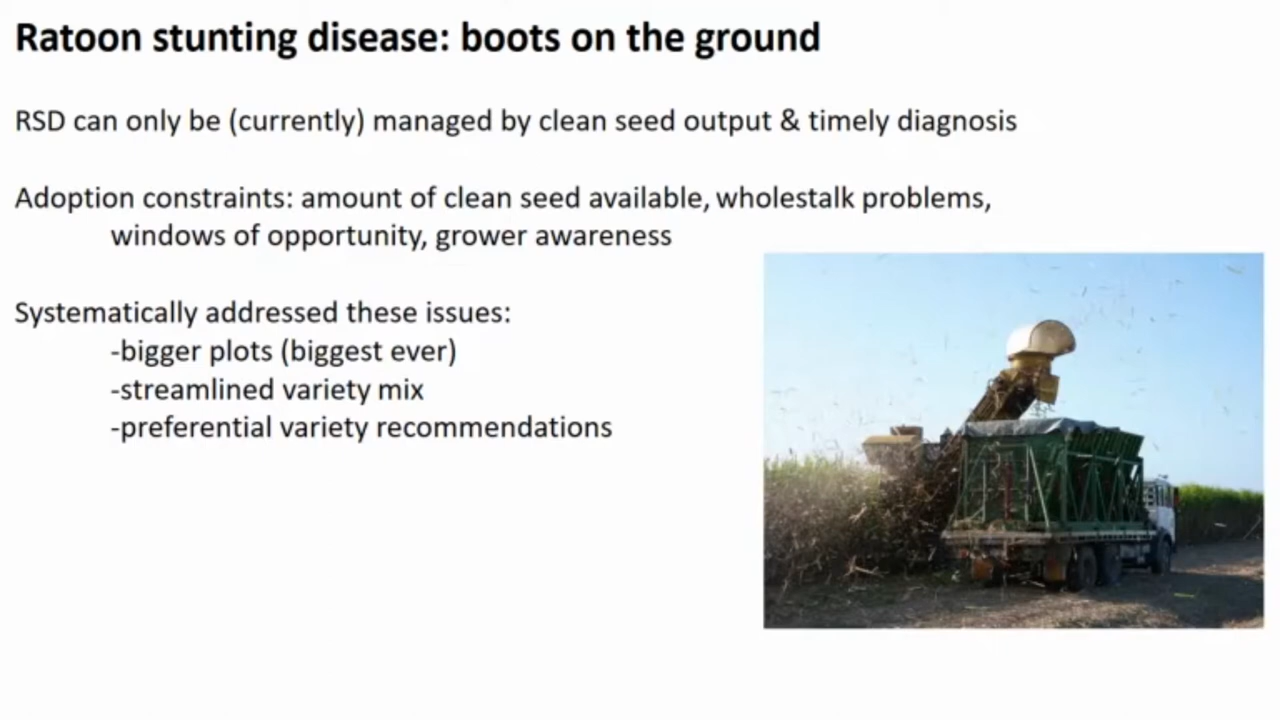 Ratoon stunting disease: boots on the ground
RSD can only be (currently) managed by clean seed output & timely diagnosis
Adoption constraints: amount of clean seed available, wholestalk problems,
windows of opportunity, grower awareness
Systematically addressed these issues:
-bigger plots (biggest ever)
-streamlined variety mix
-preferential variety recommendations